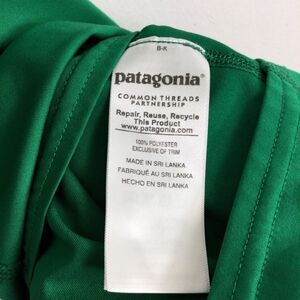 B-K
patagonia®
COMMON THREADS
PARTNERSHIP
Repair, Reuse, Recycle
This Product
www.patagonia.com
100% POLYESTER
EXCLUSIVE OF TRIM
MADE IN SRI LANKA
FABRIQUÉ AU SRI LANKA
HECHO EN SRI LANKA